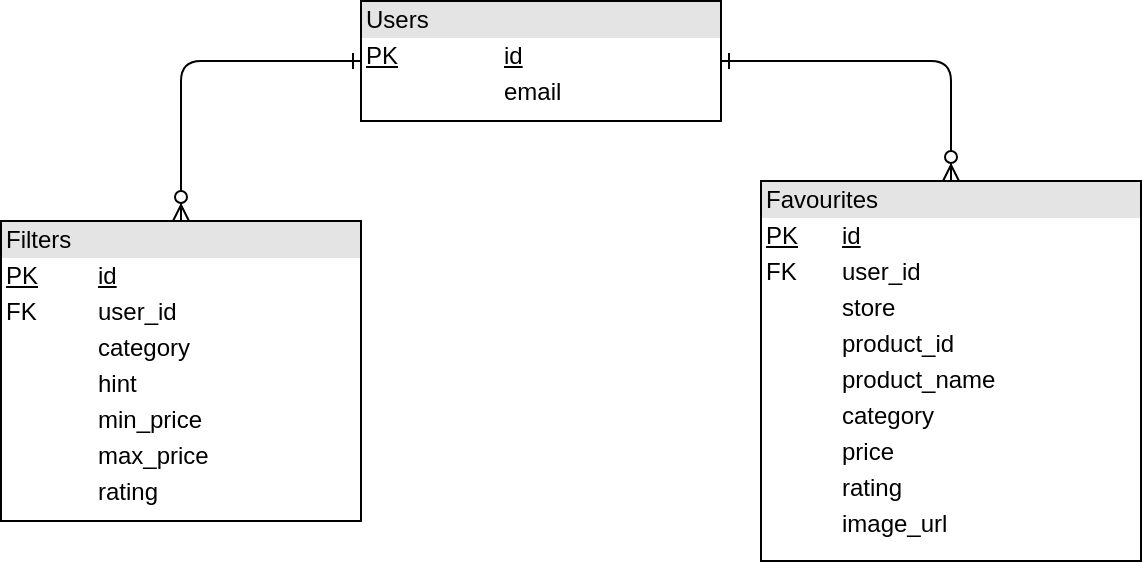 Users
PK id
email
Filters
PK id
FK user_id
category
hint
min_price
max_price
rating
Favourites
PK id
FK user_id
store
product_id
product_name
category
price
rating
image_url